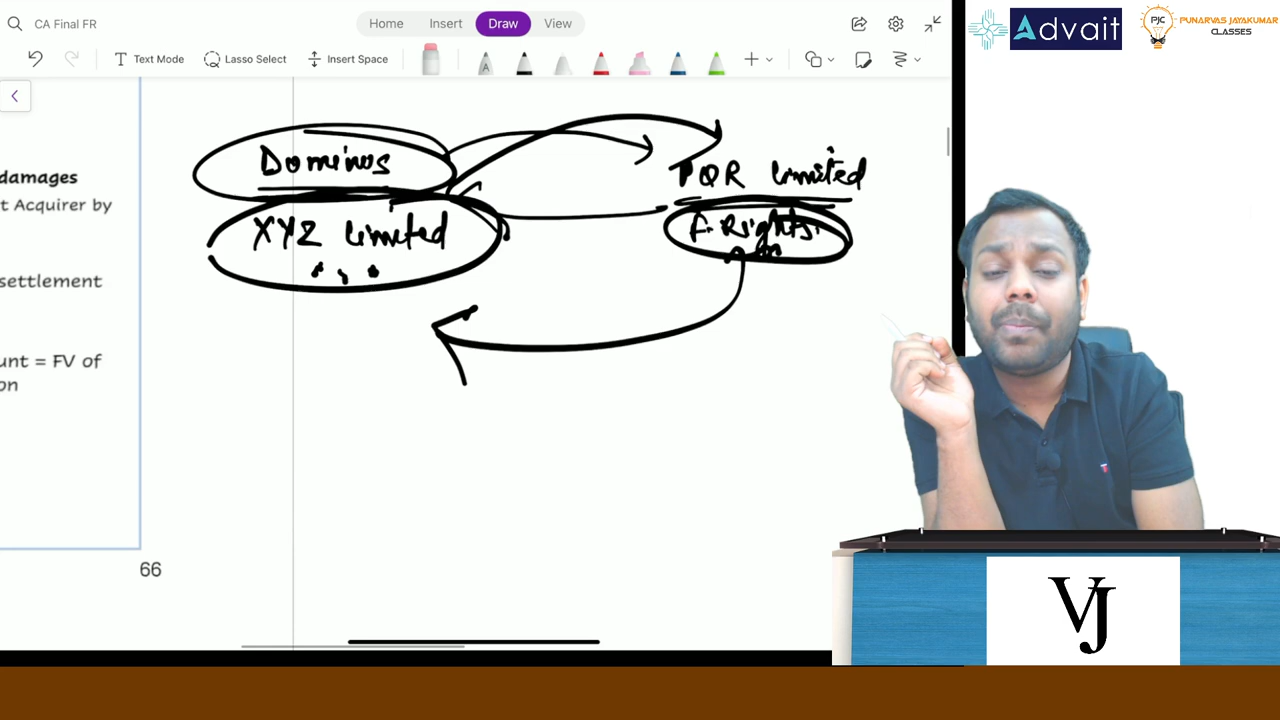 CA Final FR
Home Insert Draw View
Text Mode
Lasso Select
Insert Space
A
Advait
PJC
PUNARVAS JAYAKUMAR
CLASSES
damages
t Acquirer by
settlement
unt = FV of
on
66
Dominos
XYZ Limited
PQR Limited
F. Rights.
VJ